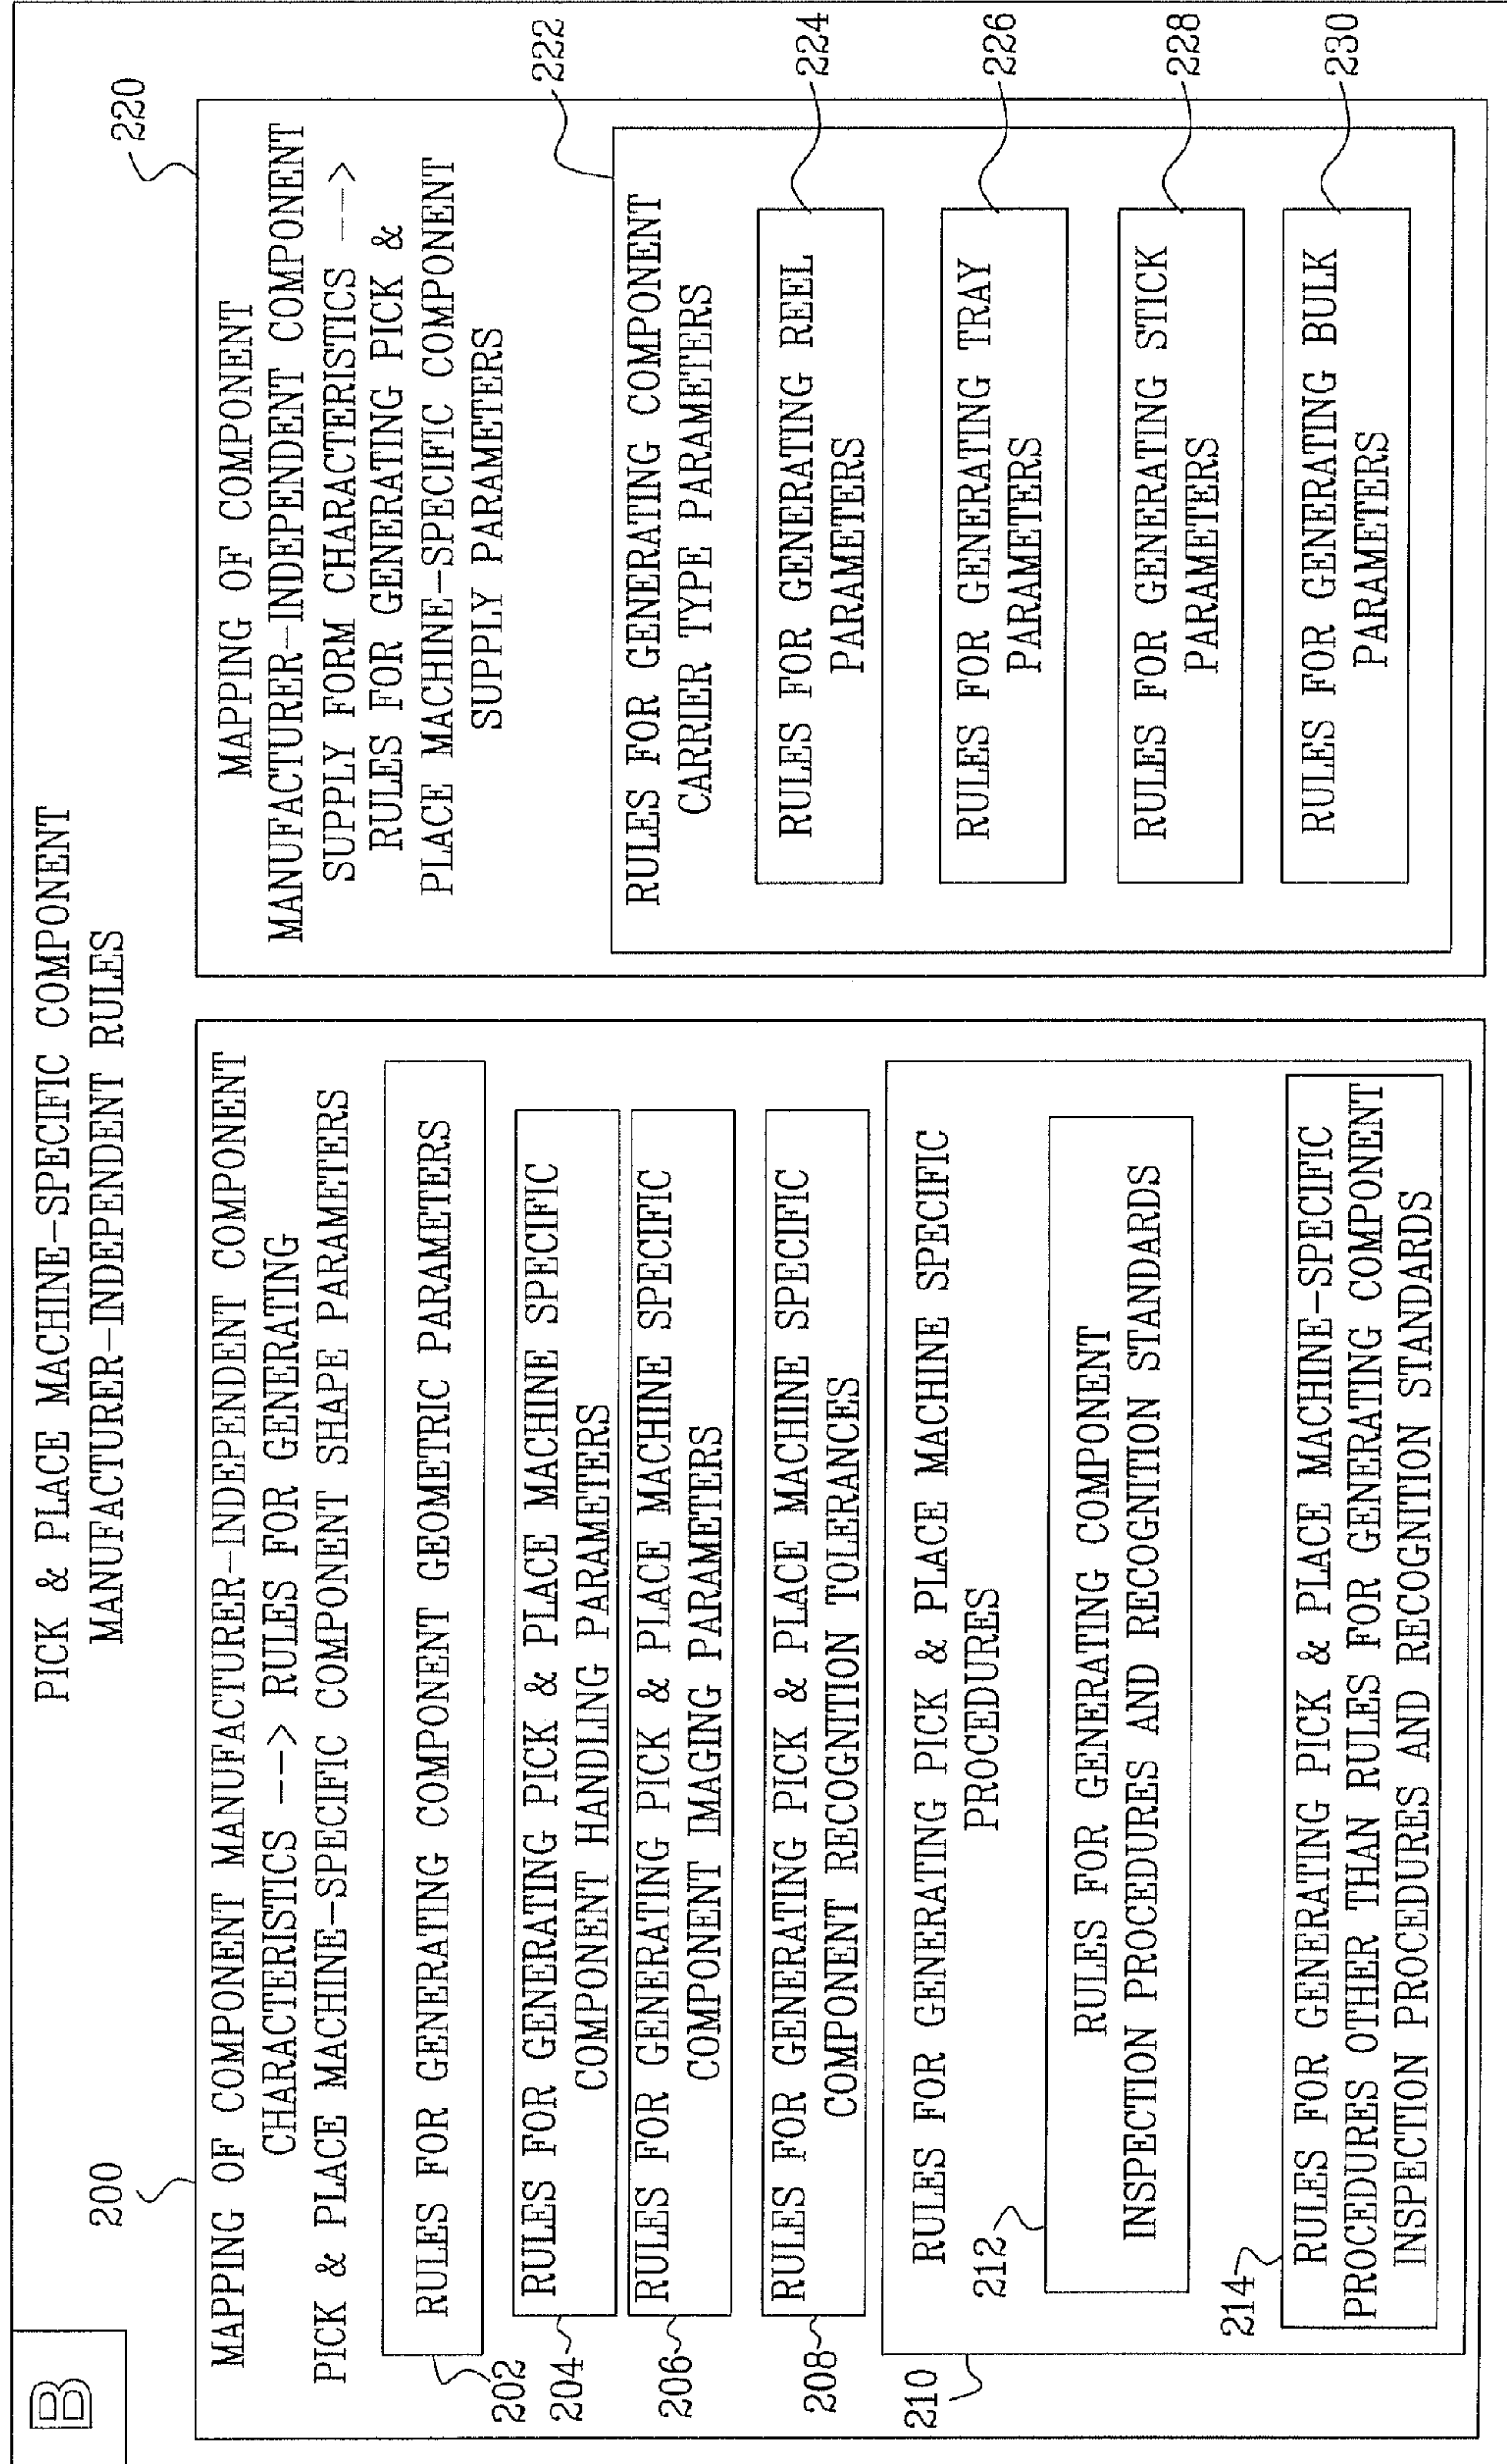 B
PICK & PLACE MACHINE-SPECIFIC COMPONENT
MANUFACTURER-INDEPENDENT RULES
200
MAPPING OF COMPONENT MANUFACTURER-INDEPENDENT COMPONENT
CHARACTERISTICS --> RULES FOR GENERATING
PICK & PLACE MACHINE-SPECIFIC COMPONENT SHAPE PARAMETERS
RULES FOR GENERATING COMPONENT GEOMETRIC PARAMETERS
202
RULES FOR GENERATING PICK & PLACE MACHINE SPECIFIC
COMPONENT HANDLING PARAMETERS
204
RULES FOR GENERATING PICK & PLACE MACHINE SPECIFIC
COMPONENT IMAGING PARAMETERS
206
RULES FOR GENERATING PICK & PLACE MACHINE SPECIFIC
COMPONENT RECOGNITION TOLERANCES
208
RULES FOR GENERATING PICK & PLACE MACHINE SPECIFIC
PROCEDURES
210
212
RULES FOR GENERATING COMPONENT
INSPECTION PROCEDURES AND RECOGNITION STANDARDS
214
RULES FOR GENERATING PICK & PLACE MACHINE-SPECIFIC
PROCEDURES OTHER THAN RULES FOR GENERATING COMPONENT
INSPECTION PROCEDURES AND RECOGNITION STANDARDS
220
MAPPING OF COMPONENT
MANUFACTURER-INDEPENDENT COMPONENT
SUPPLY FORM CHARACTERISTICS -->
RULES FOR GENERATING PICK &
PLACE MACHINE-SPECIFIC COMPONENT
SUPPLY PARAMETERS
222
RULES FOR GENERATING COMPONENT
CARRIER TYPE PARAMETERS
RULES FOR GENERATING REEL
PARAMETERS
224
RULES FOR GENERATING TRAY
PARAMETERS
226
RULES FOR GENERATING STICK
PARAMETERS
228
RULES FOR GENERATING BULK
PARAMETERS
230